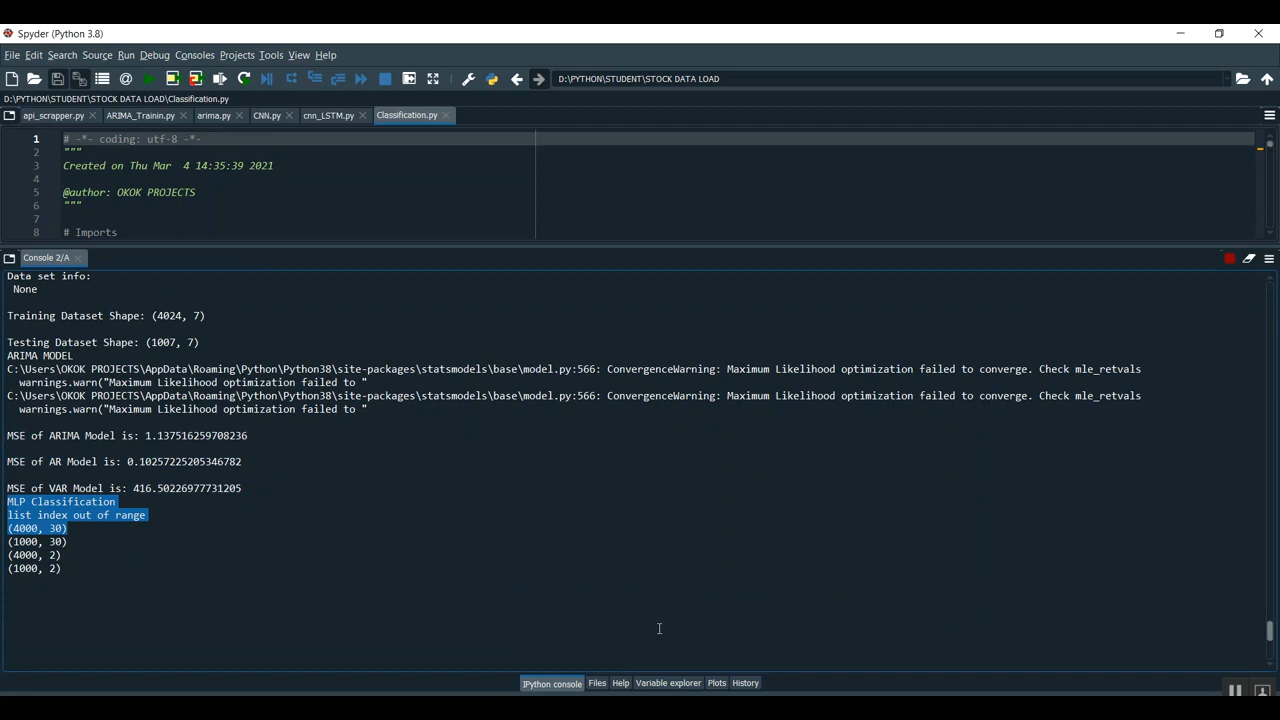 Spyder (Python 3.8)
File Edit Search Source Run Debug Consoles Projects Tools View Help
D:\PYTHON\STUDENT\STOCK DATA LOAD
D:\PYTHON\STUDENT\STOCK DATA LOAD\Classification.py
api_scrapper.py ARIMA_Trainin.py arima.py CNN.py cnn_LSTM.py Classification.py
1 # -*- coding: utf-8 -*-
2 """
3 Created on Thu Mar  4 14:35:39 2021
4
5 @author: OKOK PROJECTS
6 """
7
8 # Imports
Console 2/A
Data set info:
None
Training Dataset Shape: (4024, 7)
Testing Dataset Shape: (1007, 7)
ARIMA MODEL
C:\Users\OKOK PROJECTS\AppData\Roaming\Python\Python38\site-packages\statsmodels\base\model.py:566: ConvergenceWarning: Maximum Likelihood optimization failed to converge. Check mle_retvals
warnings.warn("Maximum Likelihood optimization failed to "
C:\Users\OKOK PROJECTS\AppData\Roaming\Python\Python38\site-packages\statsmodels\base\model.py:566: ConvergenceWarning: Maximum Likelihood optimization failed to converge. Check mle_retvals
warnings.warn("Maximum Likelihood optimization failed to "
MSE of ARIMA Model is: 1.137516259708236
MSE of AR Model is: 0.10257225205346782
MSE of VAR Model is: 416.50226977731205
MLP Classification
list index out of range
(4000, 30)
(1000, 30)
(4000, 2)
(1000, 2)
IPython console Files Help Variable explorer Plots History